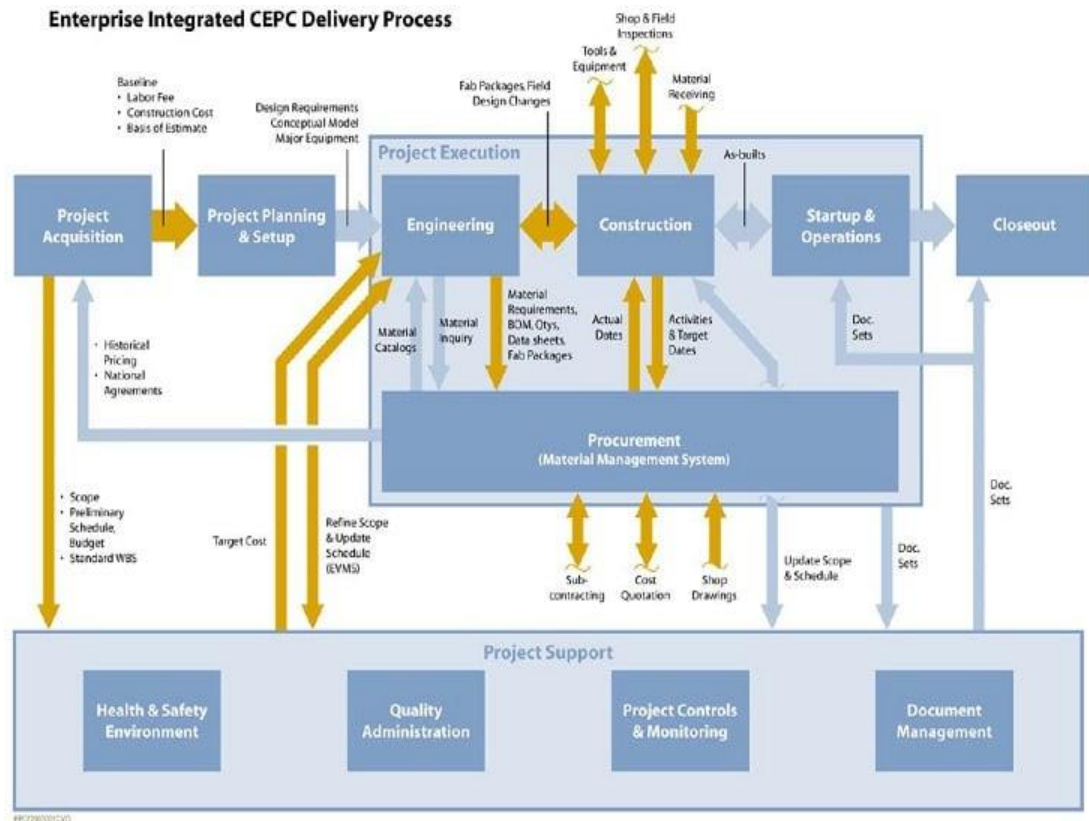 Enterprise Integrated CEPC Delivery Process
Shop & Field
Inspections
Tools &
Equipment
Material
Receiving
Baseline
• Labor Fee
• Construction Cost
• Basis of Estimate
Design Requirements
Conceptual Model
Major Equipment
Fab Packages, Field
Design Changes
As-builts
Project Execution
Project
Acquisition
Project Planning
& Setup
Engineering
Construction
Startup &
Operations
Closeout
• Historical
Pricing
• National
Agreements
Material
Catalogs
Material
Inquiry
Material
Requirements,
BOM, Qtys,
Data sheets,
Fab Packages
Actual
Dates
Activities
& Target
Dates
Doc.
Sets
Procurement
(Material Management System)
• Scope
• Preliminary
Schedule,
Budget
• Standard WBS
Target Cost
Refine Scope
& Update
Schedule
(EVMS)
Sub-
contracting
Cost
Quotation
Shop
Drawings
Update Scope
& Schedule
Doc.
Sets
Doc.
Sets
Project Support
Health & Safety
Environment
Quality
Administration
Project Controls
& Monitoring
Document
Management